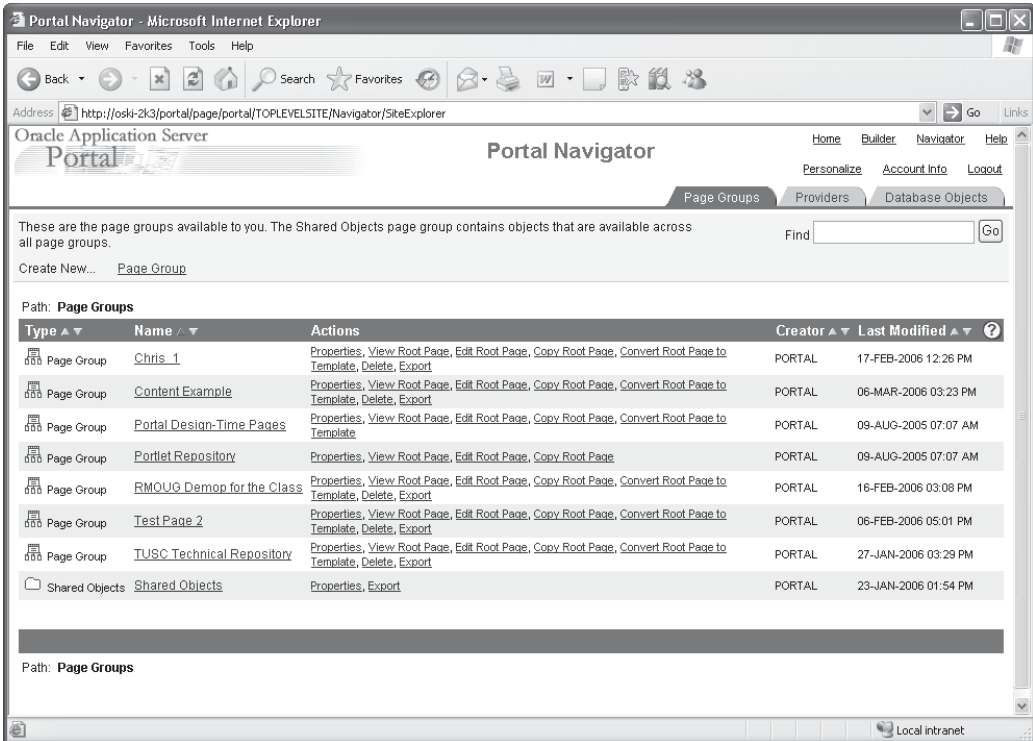 Portal Navigator - Microsoft Internet Explorer
File Edit View Favorites Tools Help
Back Search Favorites
Address http://oski-2k3/portal/page/portal/TOPLEVELSITE/Navigator/SiteExplorer Go Links
Oracle Application Server
Portal
Portal Navigator
Home Builder Navigator Help
Personalize Account Info Logout
Page Groups Providers Database Objects
These are the page groups available to you. The Shared Objects page group contains objects that are available across
all page groups.
Find Go
Create New... Page Group
Path: Page Groups
Type Name Actions Creator Last Modified ?
Page Group Chris_1 Properties, View Root Page, Edit Root Page, Copy Root Page, Convert Root Page to PORTAL 17-FEB-2006 12:26 PM
Template, Delete, Export
Page Group Content Example Properties, View Root Page, Edit Root Page, Copy Root Page, Convert Root Page to PORTAL 06-MAR-2006 03:23 PM
Template, Delete, Export
Page Group Portal Design-Time Pages Properties, View Root Page, Edit Root Page, Copy Root Page, Convert Root Page to PORTAL 09-AUG-2005 07:07 AM
Template
Page Group Portlet Repository Properties, View Root Page, Edit Root Page, Copy Root Page PORTAL 09-AUG-2005 07:07 AM
Page Group RMOUG Demop for the Class Properties, View Root Page, Edit Root Page, Copy Root Page, Convert Root Page to PORTAL 16-FEB-2006 03:08 PM
Template, Delete, Export
Page Group Test Page 2 Properties, View Root Page, Edit Root Page, Copy Root Page, Convert Root Page to PORTAL 06-FEB-2006 05:01 PM
Template, Delete, Export
Page Group TUSC Technical Repository Properties, View Root Page, Edit Root Page, Copy Root Page, Convert Root Page to PORTAL 27-JAN-2006 03:29 PM
Template, Delete, Export
Shared Objects Shared Objects Properties, Export PORTAL 23-JAN-2006 01:54 PM
Path: Page Groups
Local intranet